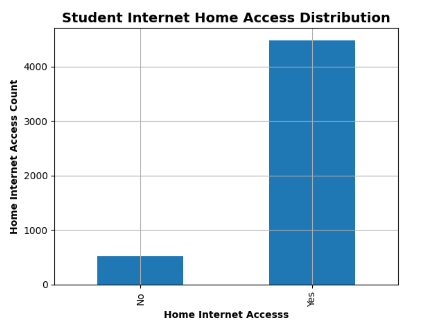 Student Internet Home Access Distribution
Home Internet Access Count
4000
3000
2000
1000
0
No
Yes
Home Internet Accesss